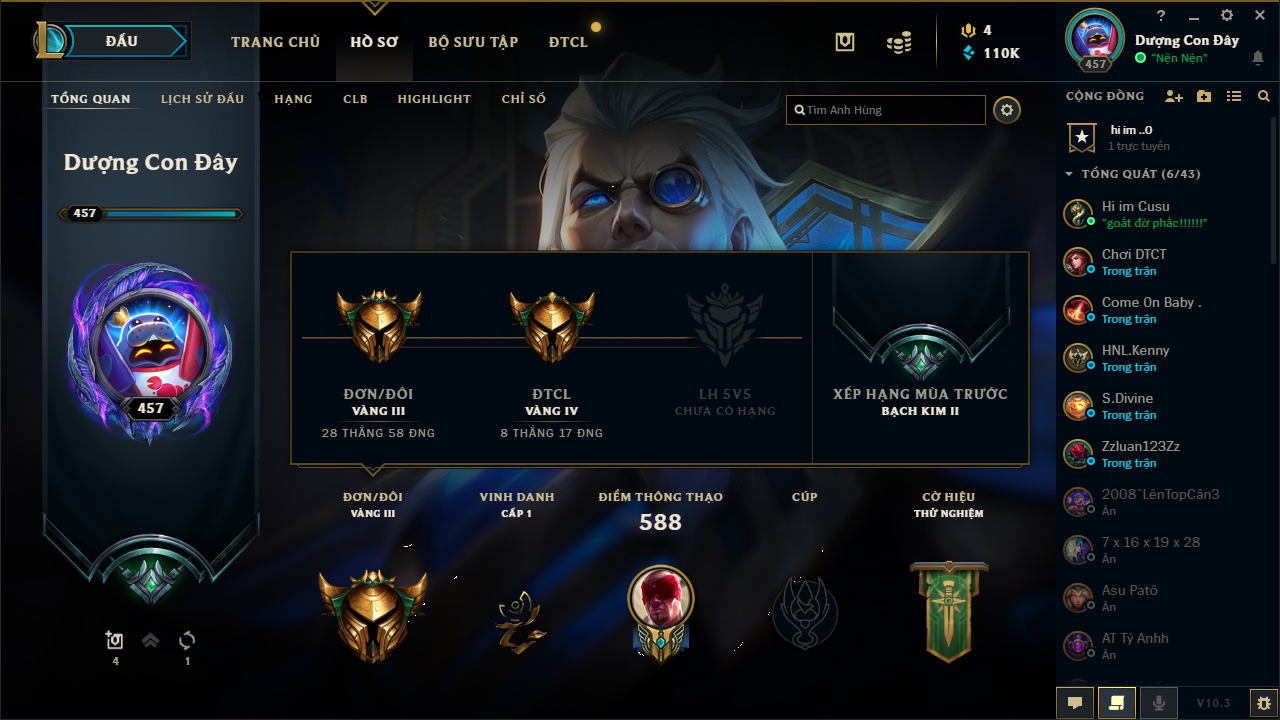 ĐẤU
TRANG CHỦ
HỒ SƠ
BỘ SƯU TẬP
ĐTCL
4
110K
?
Dượng Con Đây
"Nện Nện"
457
TỔNG QUAN
LỊCH SỬ ĐẤU
HẠNG
CLB
HIGHLIGHT
CHỈ SỐ
Tìm Anh Hùng
CỘNG ĐỒNG
hi im ..O
1 trực tuyến
TỔNG QUÁT (6/43)
Dượng Con Đây
457
457
4
1
ĐƠN/ĐÔI
VÀNG III
28 THẮNG 58 ĐNG
ĐTCL
VÀNG IV
8 THẮNG 17 ĐNG
LH 5V5
CHƯA CÓ HẠNG
XẾP HẠNG MÙA TRƯỚC
BẠCH KIM II
ĐƠN/ĐÔI
VÀNG III
VINH DANH
CẤP 1
ĐIỂM THÔNG THẠO
588
CÚP
CỜ HIỆU
THỬ NGHIỆM
Hi im Cusu
"goắt đờ phắc!!!!!!"
Chơi DTCT
Trong trận
Come On Baby .
Trong trận
HNL.Kenny
Trong trận
S.Divine
Trong trận
Zzluan123Zz
Trong trận
2008ˆLênTopCân3
Ẩn
7 x 16 x 19 x 28
Ẩn
Asu Patô
Ẩn
AT Tý Anhh
Ẩn
V10.3